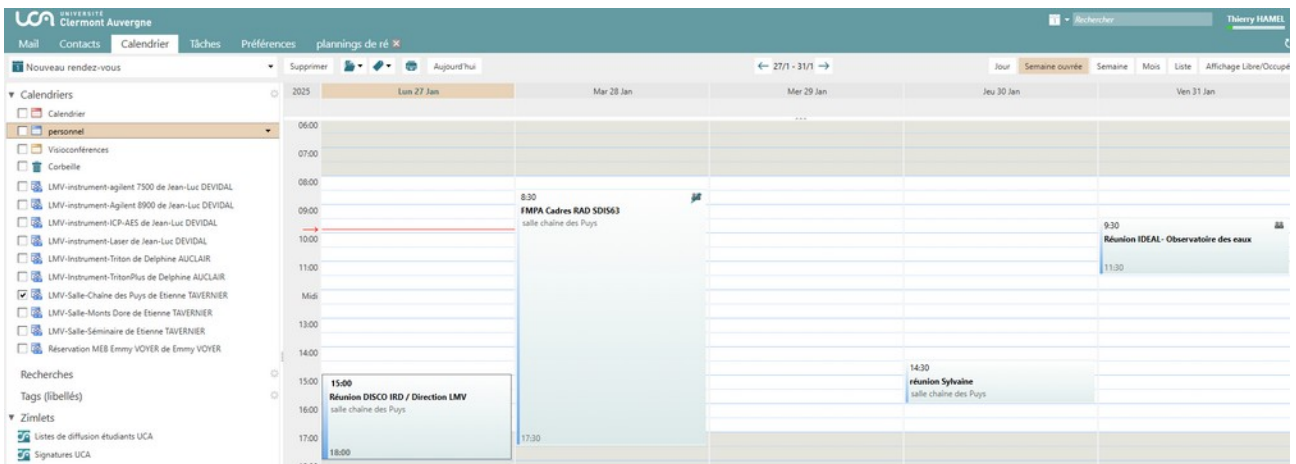 UCA UNIVERSITÉ
Clermont Auvergne
Rechercher
Thierry HAMEL
Mail Contacts Calendrier Tâches Préférences plannings de ré
Nouveau rendez-vous
Supprimer Aujourd'hui
← 27/1 - 31/1 →
Jour Semaine ouvrée Semaine Mois Liste Affichage Libre/Occupé
Calendriers
Calendrier
personnel
Visioconférences
Corbeille
LMV-instrument-agilent 7500 de Jean-Luc DEVIDAL
LMV-instrument-Agilent 8900 de Jean-Luc DEVIDAL
LMV-instrument-ICP-AES de Jean-Luc DEVIDAL
LMV-instrument-Laser de Jean-Luc DEVIDAL
LMV-Instrument-Triton de Delphine AUCLAIR
LMV-Instrument-TritonPlus de Delphine AUCLAIR
LMV-Salle-Chaîne des Puys de Etienne TAVERNIER
LMV-Salle-Monts Dore de Etienne TAVERNIER
LMV-Salle-Séminaire de Etienne TAVERNIER
Réservation MEB Emmy VOYER de Emmy VOYER
Recherches
Tags (libellés)
Zimlets
Listes de diffusion étudiants UCA
Signatures UCA
2025 Lun 27 Jan Mar 28 Jan Mer 29 Jan Jeu 30 Jan Ven 31 Jan
06:00
07:00
08:00
09:00
10:00
11:00
Midi
13:00
14:00
15:00
16:00
17:00
15:00
Réunion DISCO IRD / Direction LMV
salle chaîne des Puys
18:00
8:30
FMPA Cadres RAD SDIS63
salle chaîne des Puys
17:30
14:30
réunion Sylvaine
salle chaîne des Puys
9:30
Réunion IDEAL- Observatoire des eaux
11:30